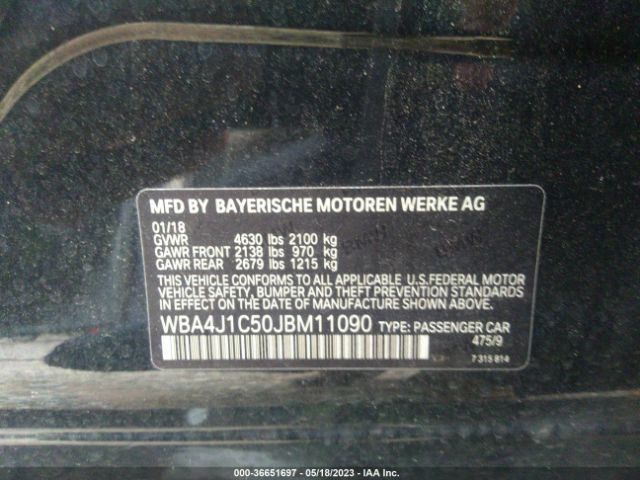 MFD BY BAYERISCHE MOTOREN WERKE AG
01/18
GVWR 4630 lbs 2100 kg
GAWR FRONT 2138 lbs 970 kg
GAWR REAR 2679 lbs 1215 kg
THIS VEHICLE CONFORMS TO ALL APPLICABLE U.S.FEDERAL MOTOR
VEHICLE SAFETY, BUMPER AND THEFT PREVENTION STANDARDS
IN EFFECT ON THE DATE OF MANUFACTURE SHOWN ABOVE.
WBA4J1C50JBM11090 TYPE: PASSENGER CAR
475/9
7 315 814
000-36651697 - 05/18/2023 - IAA Inc.